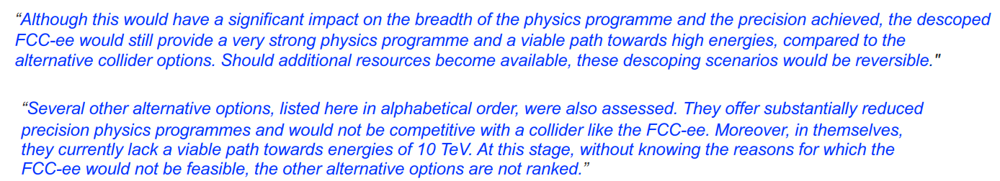 “Although this would have a significant impact on the breadth of the physics programme and the precision achieved, the descoped
FCC-ee would still provide a very strong physics programme and a viable path towards high energies, compared to the
alternative collider options. Should additional resources become available, these descoping scenarios would be reversible."
“Several other alternative options, listed here in alphabetical order, were also assessed. They offer substantially reduced
precision physics programmes and would not be competitive with a collider like the FCC-ee. Moreover, in themselves,
they currently lack a viable path towards energies of 10 TeV. At this stage, without knowing the reasons for which the
FCC-ee would not be feasible, the other alternative options are not ranked.”